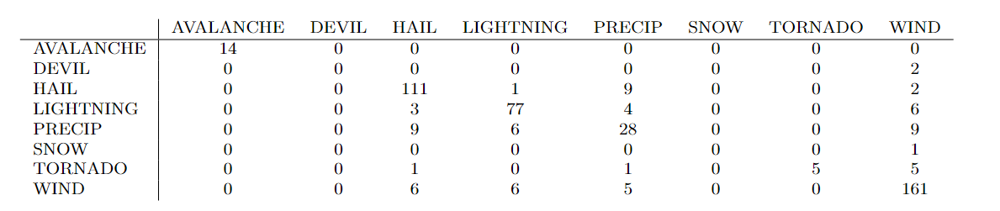 AVALANCHE DEVIL HAIL LIGHTNING PRECIP SNOW TORNADO WIND
AVALANCHE 14 0 0 0 0 0 0 0
DEVIL 0 0 0 0 0 0 0 2
HAIL 0 0 111 1 9 0 0 2
LIGHTNING 0 0 3 77 4 0 0 6
PRECIP 0 0 9 6 28 0 0 9
SNOW 0 0 0 0 0 0 0 1
TORNADO 0 0 1 0 1 0 5 5
WIND 0 0 6 6 5 0 0 161